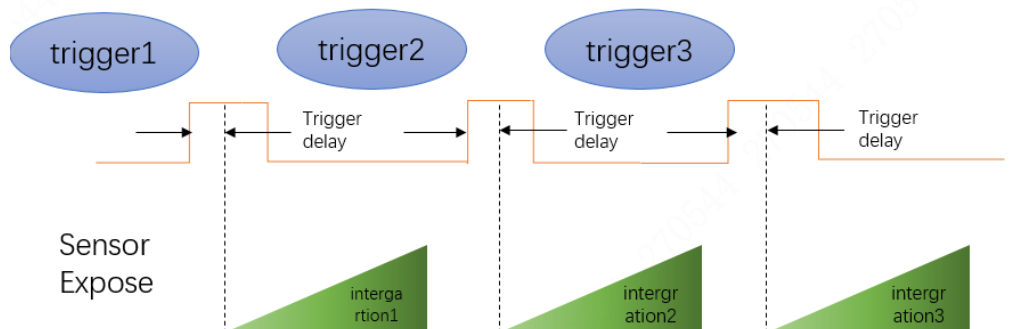 trigger1
trigger2
trigger3
Trigger
delay
Trigger
delay
Trigger
delay
Sensor
Expose
interga
rtion1
intergr
ation2
intergr
ation3